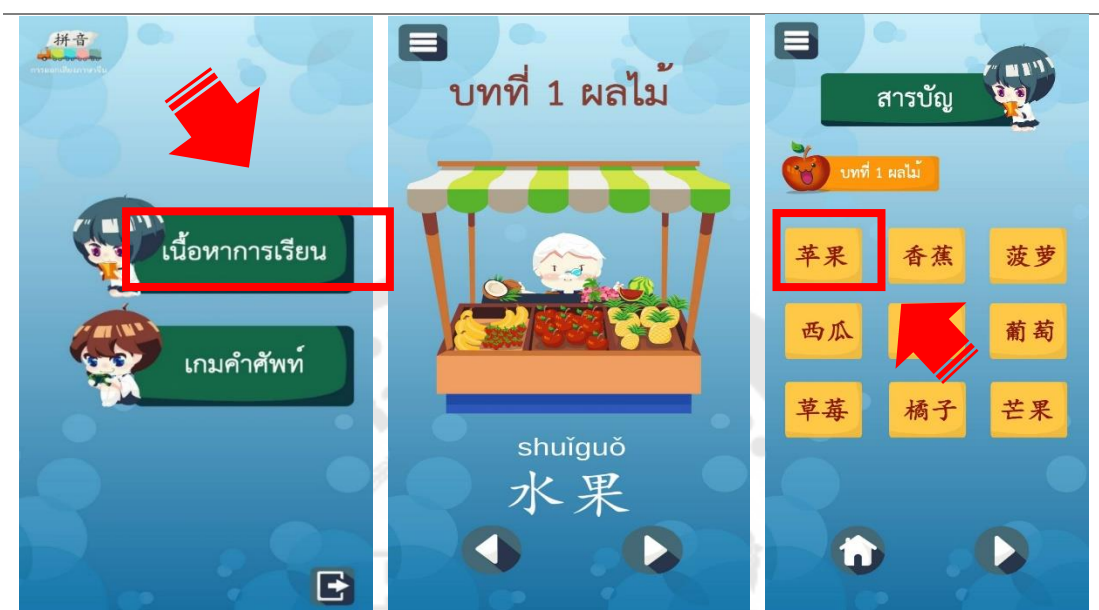 拼音
เนื้อหาการเรียน
เกมคำศัพท์
บทที่ 1 ผลไม้
shuǐguǒ
水果
สารบัญ
บทที่ 1 ผลไม้
苹果 香蕉 菠萝
西瓜 葡萄
草莓 橘子 芒果